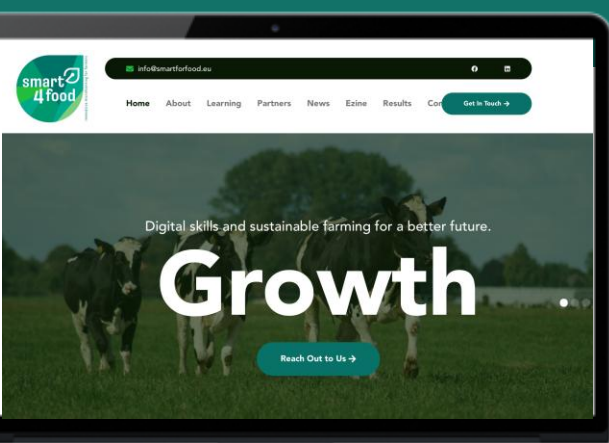 smart
4food
info@smartforfood.eu
Home About Learning Partners News Ezine Results Con
Get In Touch →
Digital skills and sustainable farming for a better future.
Growth
Reach Out to Us →